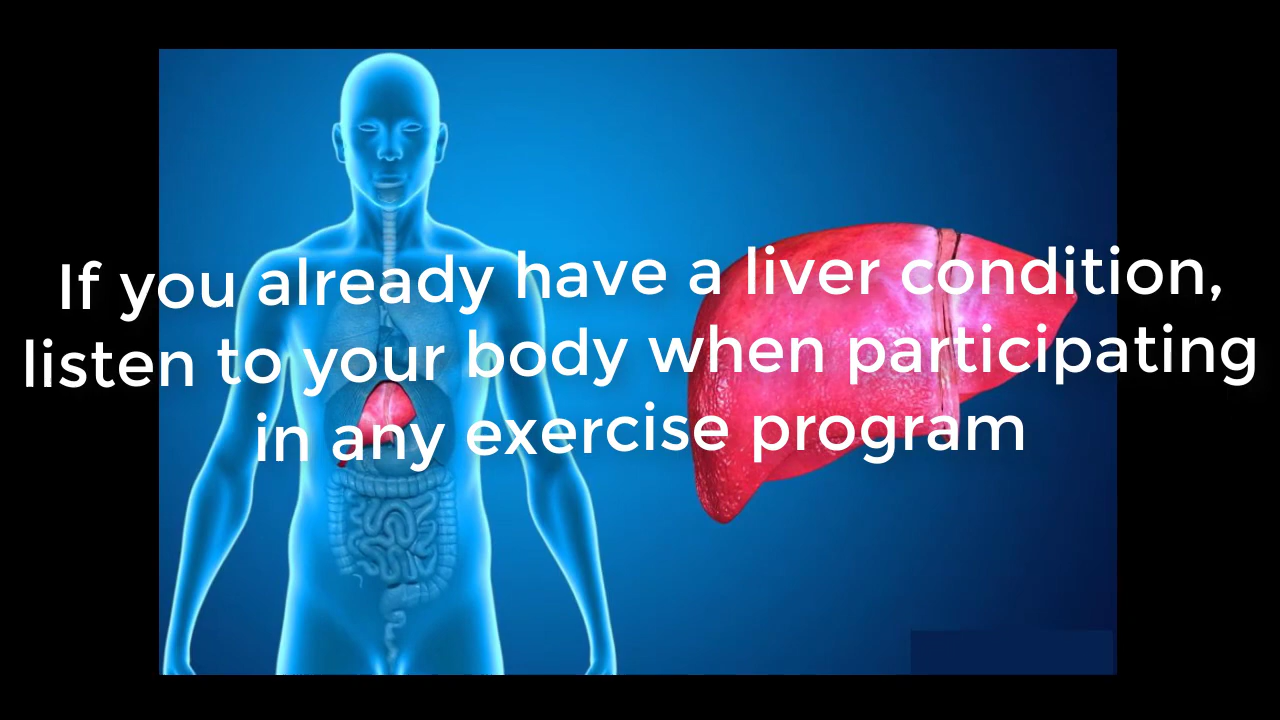 If you already have a liver condition,
listen to your body when participating
in any exercise program